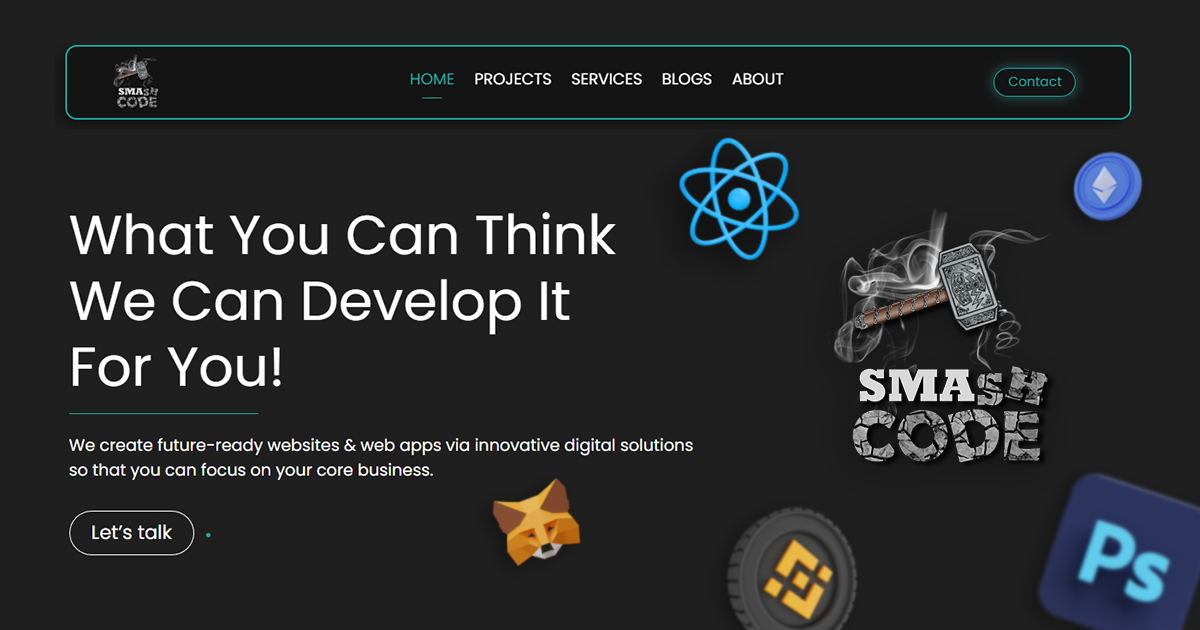 SMASH
CODE
HOME PROJECTS SERVICES BLOGS ABOUT
Contact
What You Can Think
We Can Develop It
For You!
SMASH
CODE
We create future-ready websites & web apps via innovative digital solutions
so that you can focus on your core business.
Let’s talk
Ps